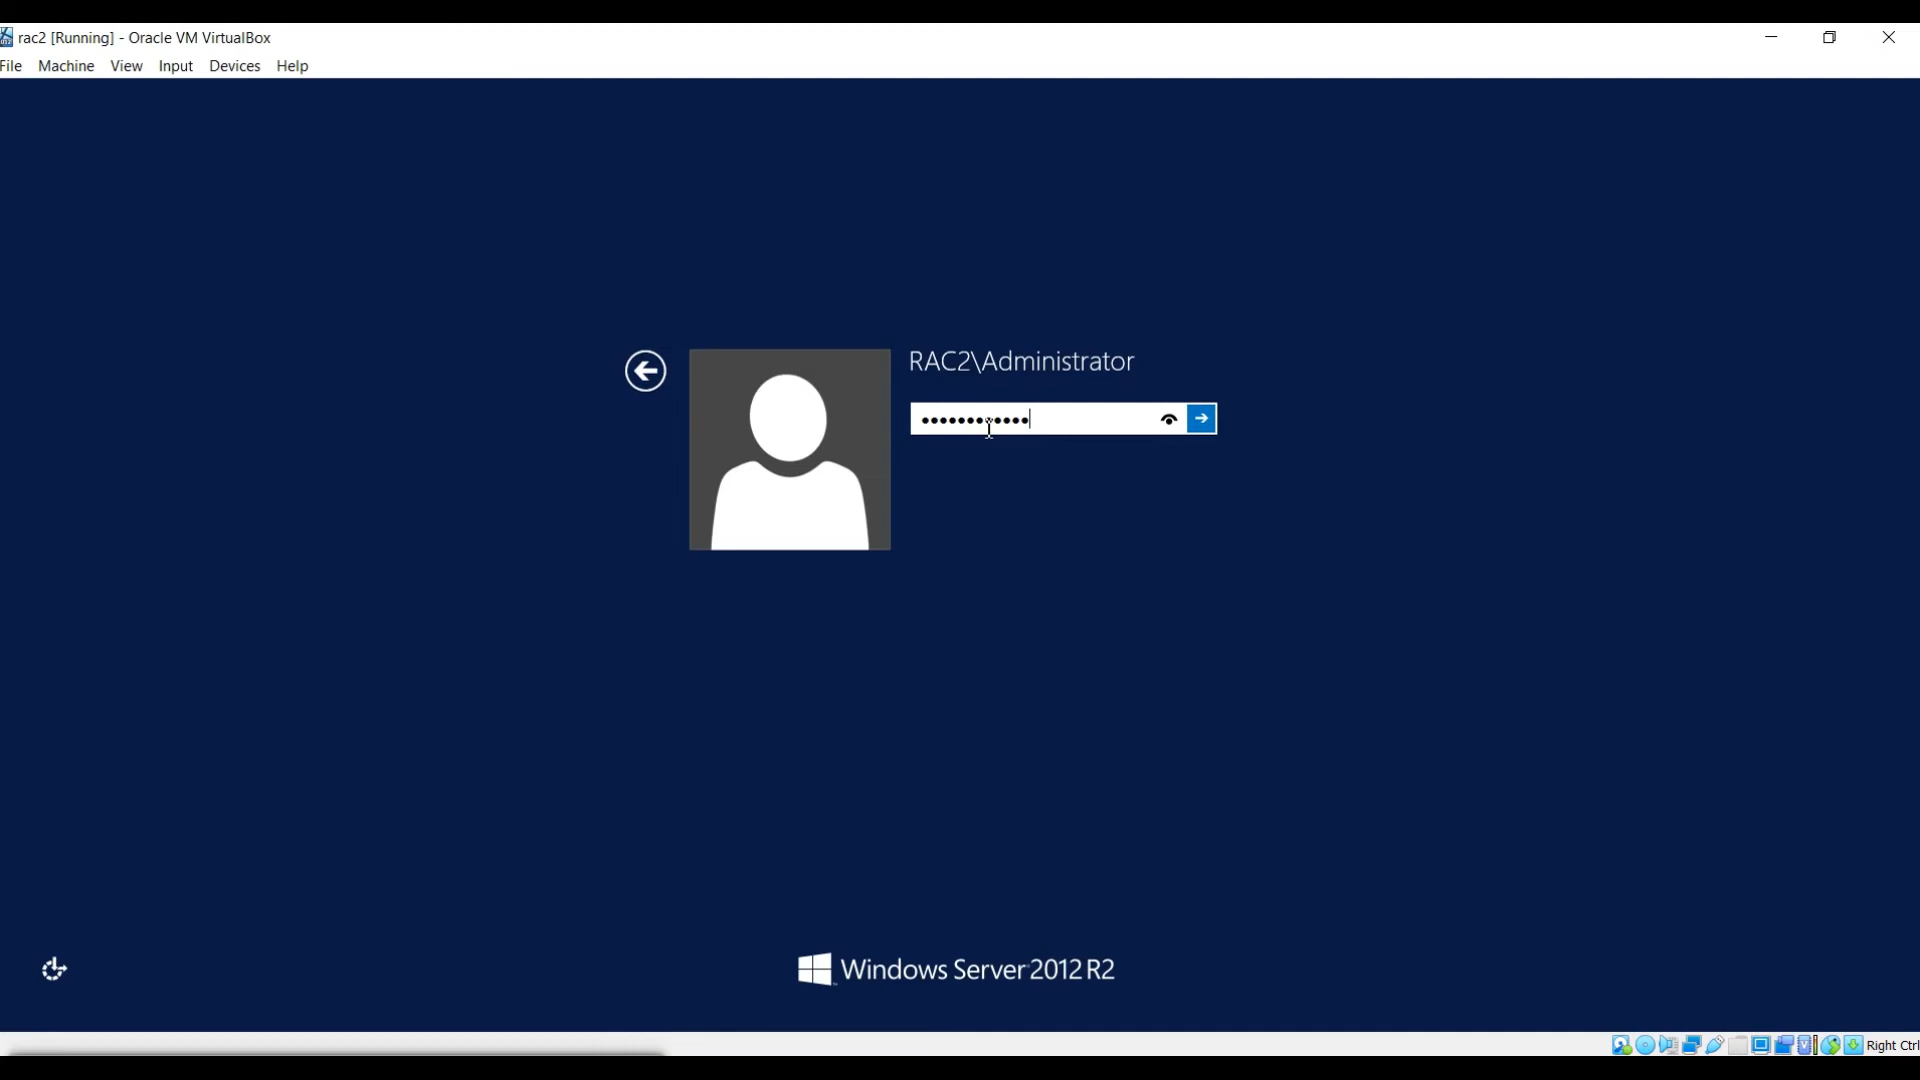 rac2 [Running] - Oracle VM VirtualBox
File Machine View Input Devices Help
RAC2\Administrator
••••••••••••
Windows Server 2012 R2
Right Ctrl